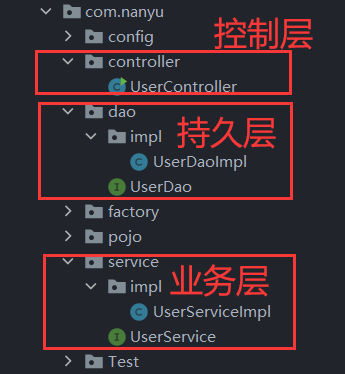 com.nanyu
config
控制层
controller
UserController
dao
impl
持久层
UserDaoImpl
UserDao
factory
pojo
service
impl
业务层
UserServiceImpl
UserService
Test